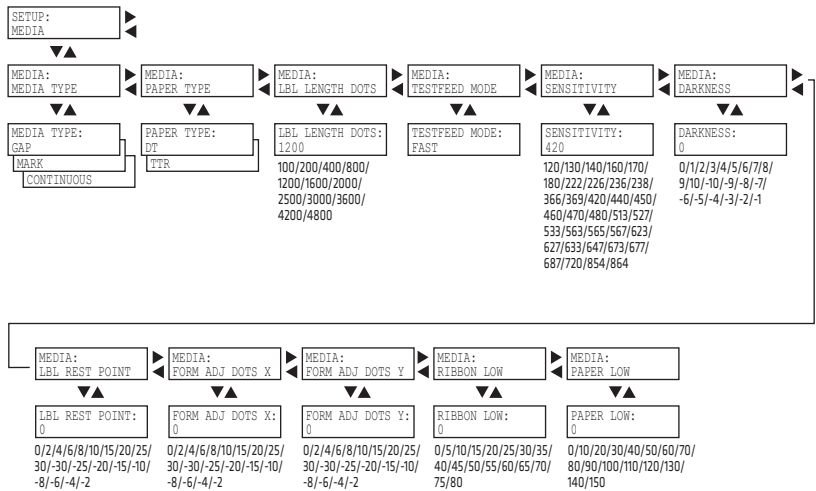 SETUP:
MEDIA
MEDIA:
MEDIA TYPE
MEDIA TYPE:
GAP
MARK
CONTINUOUS
MEDIA:
PAPER TYPE
PAPER TYPE:
DT
TTR
MEDIA:
LBL LENGTH DOTS
LBL LENGTH DOTS:
1200
100/200/400/800/
1200/1600/2000/
2500/3000/3600/
4200/4800
MEDIA:
TESTFEED MODE
TESTFEED MODE:
FAST
MEDIA:
SENSITIVITY
SENSITIVITY:
420
120/130/140/160/170/
180/222/226/236/238/
366/369/420/440/450/
460/470/480/513/527/
533/563/565/567/623/
627/633/647/673/677/
687/720/854/864
MEDIA:
DARKNESS
DARKNESS:
0
0/1/2/3/4/5/6/7/8/
9/10/-10/-9/-8/-7/
-6/-5/-4/-3/-2/-1
MEDIA:
LBL REST POINT
LBL REST POINT:
0
0/2/4/6/8/10/15/20/25/
30/-30/-25/-20/-15/-10/
-8/-6/-4/-2
MEDIA:
FORM ADJ DOTS X
FORM ADJ DOTS X:
0
0/2/4/6/8/10/15/20/25/
30/-30/-25/-20/-15/-10/
-8/-6/-4/-2
MEDIA:
FORM ADJ DOTS Y
FORM ADJ DOTS Y:
0
0/2/4/6/8/10/15/20/25/
30/-30/-25/-20/-15/-10/
-8/-6/-4/-2
MEDIA:
RIBBON LOW
RIBBON LOW:
0
0/5/10/15/20/25/30/35/
40/45/50/55/60/65/70/
75/80
MEDIA:
PAPER LOW
PAPER LOW:
0
0/10/20/30/40/50/60/70/
80/90/100/110/120/130/
140/150